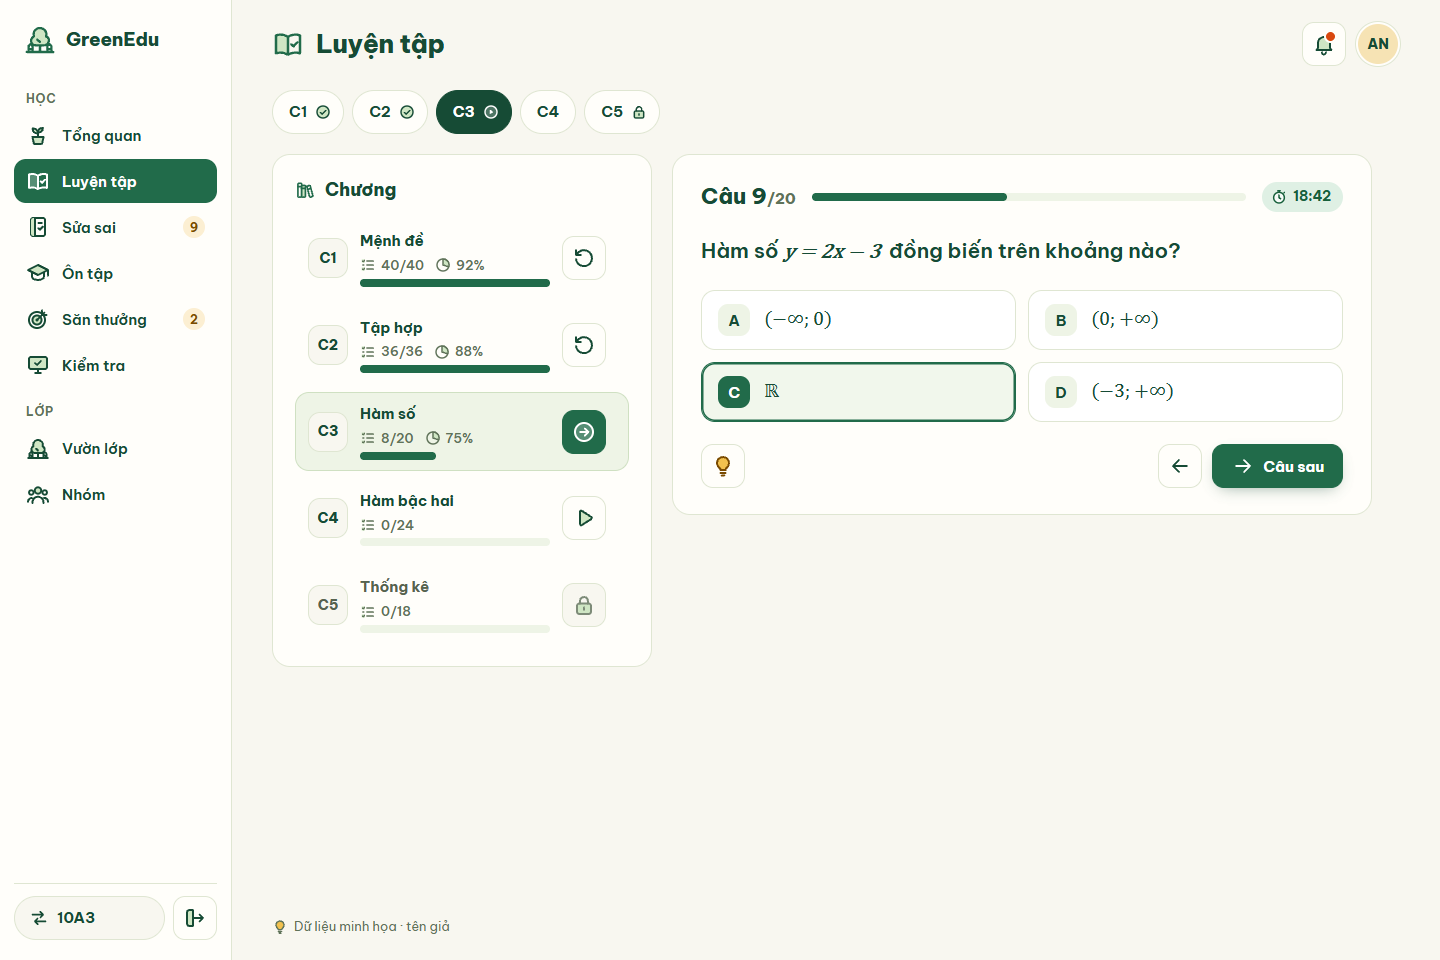 GreenEdu
HỌC
Tổng quan
Luyện tập
Sửa sai 9
Ôn tập
Săn thưởng 2
Kiểm tra
LỚP
Vườn lớp
Nhóm
10A3
Luyện tập
AN
C1 C2 C3 C4 C5
Chương
C1 Mệnh đề
40/40 92%
C2 Tập hợp
36/36 88%
C3 Hàm số
8/20 75%
C4 Hàm bậc hai
0/24
C5 Thống kê
0/18
Câu 9/20 18:42
Hàm số y = 2x − 3 đồng biến trên khoảng nào?
A (−∞; 0)
B (0; +∞)
C ℝ
D (−3; +∞)
Câu sau
Dữ liệu minh họa · tên giả